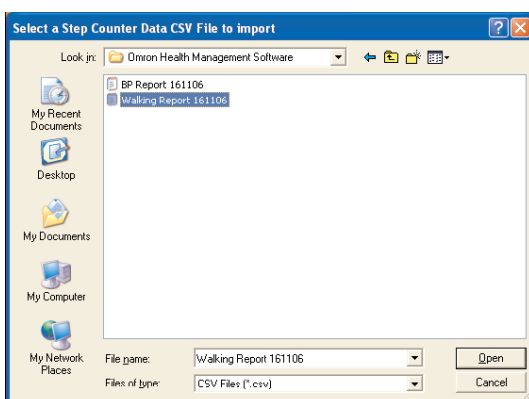 Select a Step Counter Data CSV File to import
Look in: Omron Health Management Software
BP Report 161106
Walking Report 161106
My Recent
Documents
Desktop
My Documents
My Computer
My Network
Places
File name: Walking Report 161106 Open
Files of type: CSV Files (*.csv) Cancel